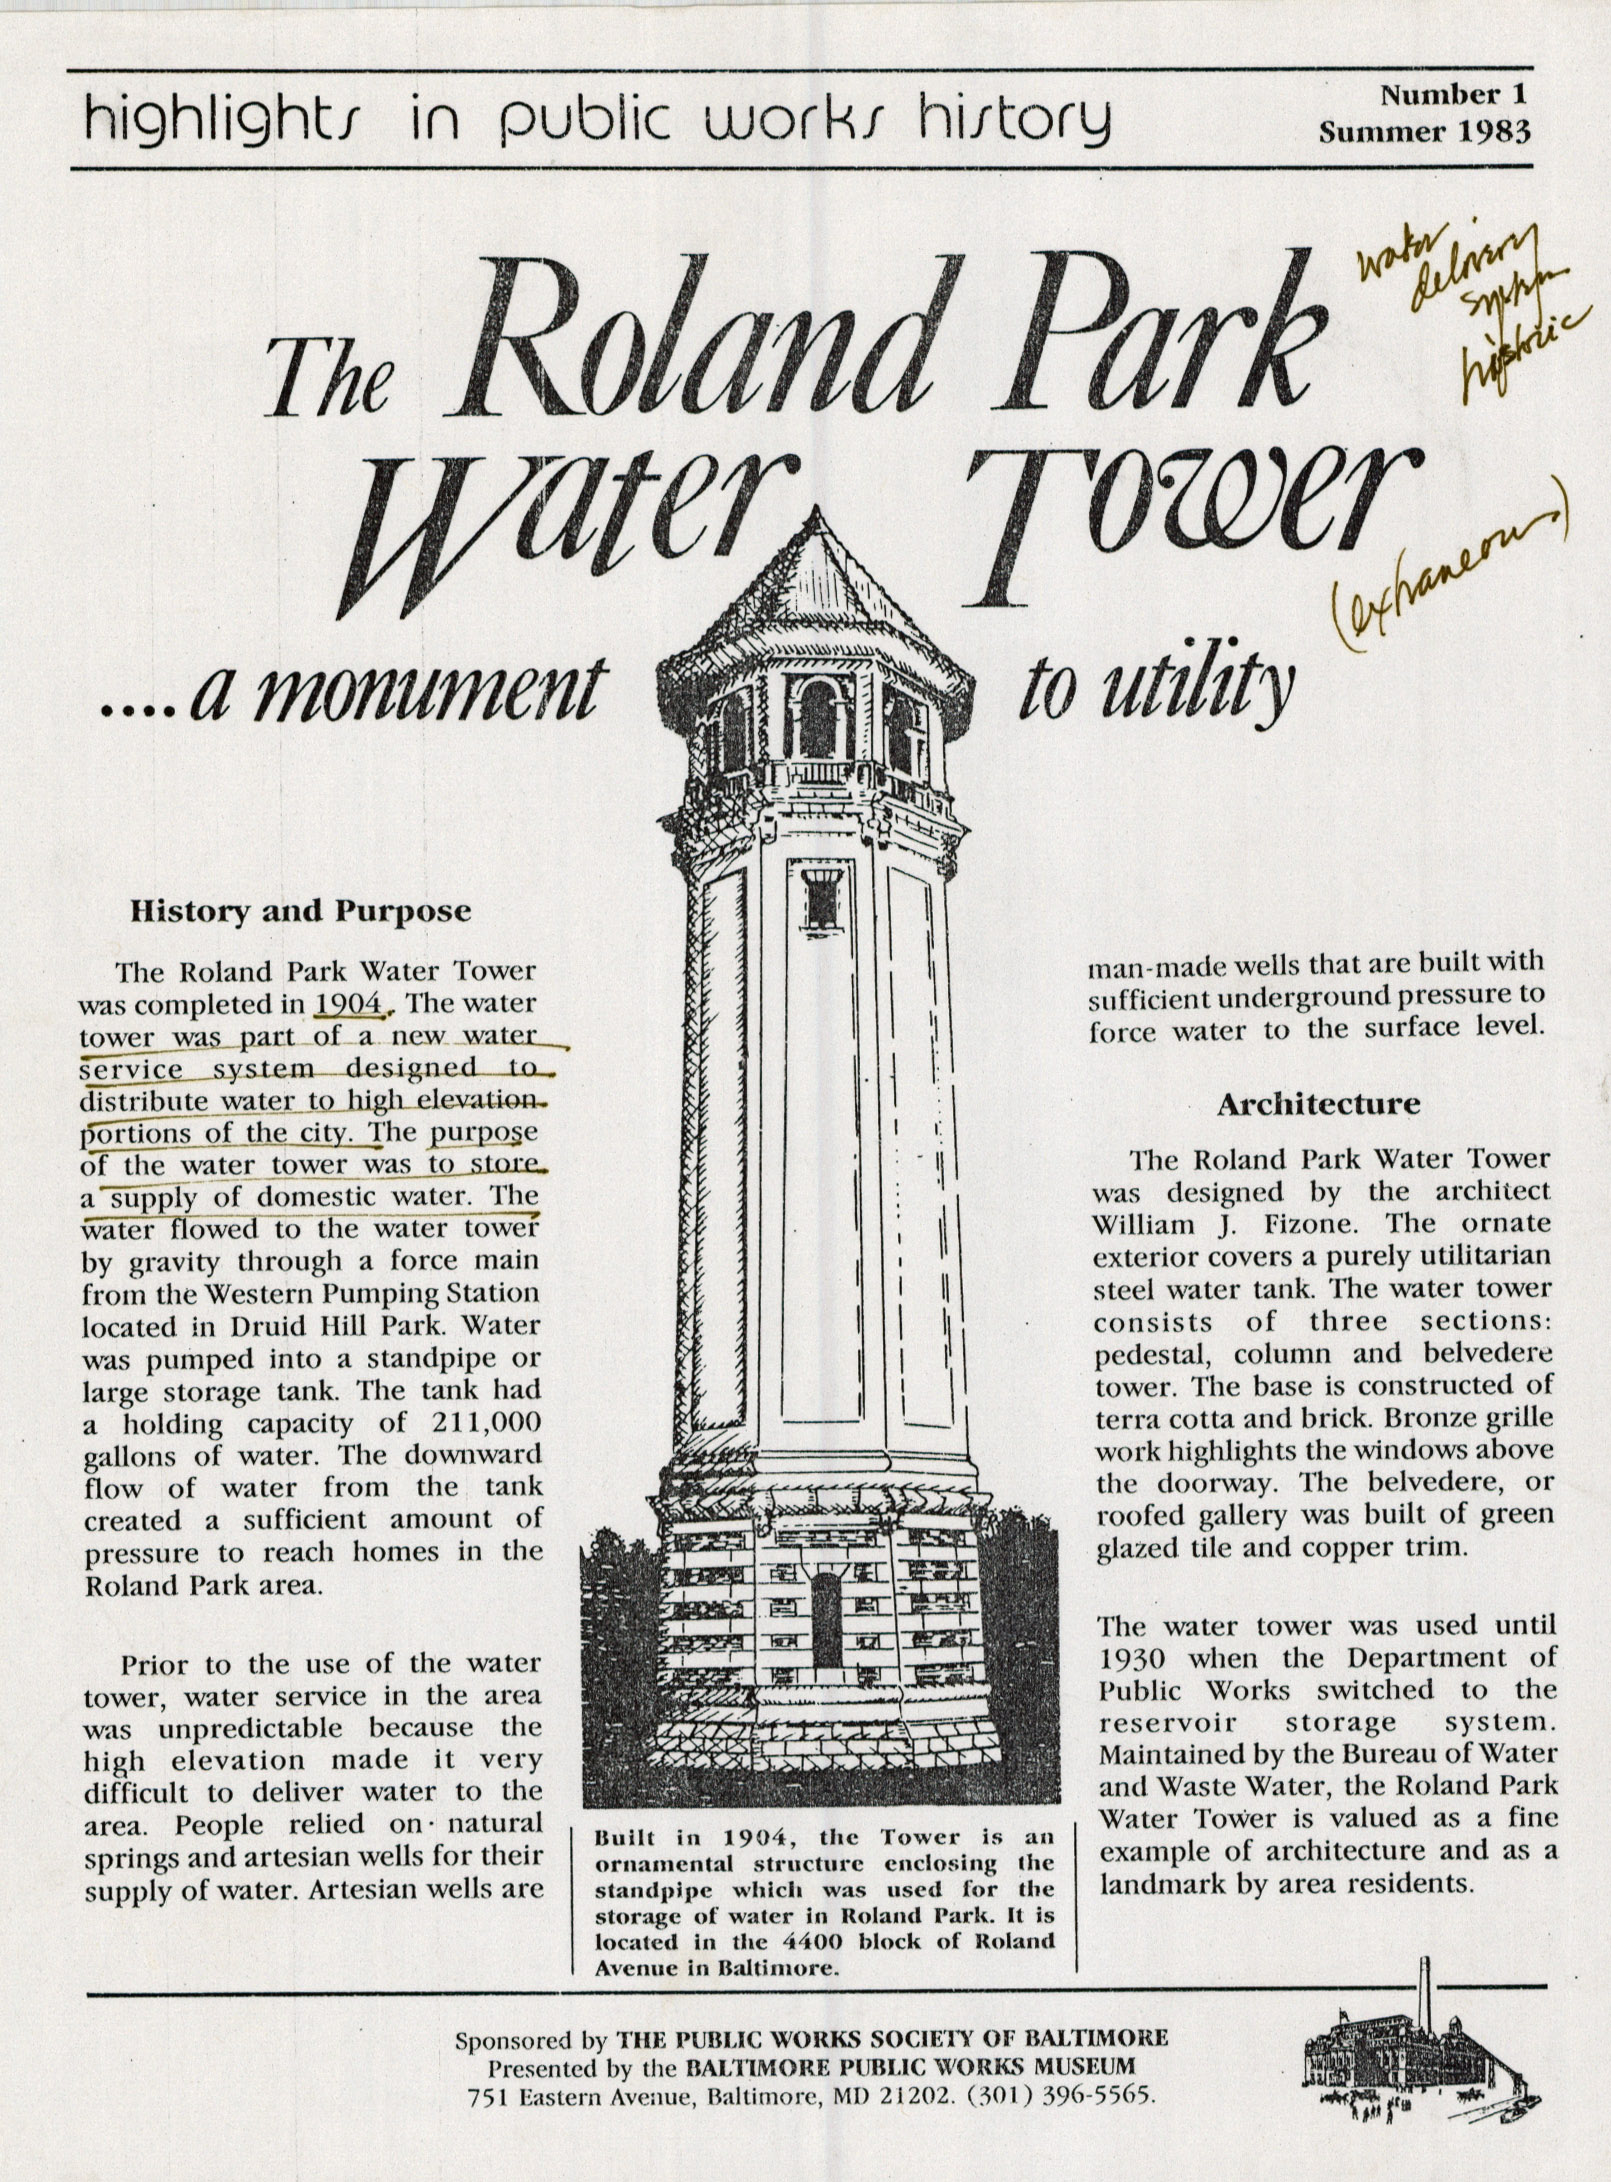 highlights in public works history
Number 1
Summer 1983
water
delivery
system
historic
The Roland Park
Water Tower
(extraneous)
....a monument to utility
History and Purpose
The Roland Park Water Tower
was completed in 1904. The water
tower was part of a new water
service system designed to
distribute water to high elevation
portions of the city. The purpose
of the water tower was to store
a supply of domestic water. The
water flowed to the water tower
by gravity through a force main
from the Western Pumping Station
located in Druid Hill Park. Water
was pumped into a standpipe or
large storage tank. The tank had
a holding capacity of 211,000
gallons of water. The downward
flow of water from the tank
created a sufficient amount of
pressure to reach homes in the
Roland Park area.
Prior to the use of the water
tower, water service in the area
was unpredictable because the
high elevation made it very
difficult to deliver water to the
area. People relied on natural
springs and artesian wells for their
supply of water. Artesian wells are
Built in 1904, the Tower is an
ornamental structure enclosing the
standpipe which was used for the
storage of water in Roland Park. It is
located in the 4400 block of Roland
Avenue in Baltimore.
man-made wells that are built with
sufficient underground pressure to
force water to the surface level.
Architecture
The Roland Park Water Tower
was designed by the architect
William J. Fizone. The ornate
exterior covers a purely utilitarian
steel water tank. The water tower
consists of three sections:
pedestal, column and belvedere
tower. The base is constructed of
terra cotta and brick. Bronze grille
work highlights the windows above
the doorway. The belvedere, or
roofed gallery was built of green
glazed tile and copper trim.
The water tower was used until
1930 when the Department of
Public Works switched to the
reservoir storage system.
Maintained by the Bureau of Water
and Waste Water, the Roland Park
Water Tower is valued as a fine
example of architecture and as a
landmark by area residents.
Sponsored by THE PUBLIC WORKS SOCIETY OF BALTIMORE
Presented by the BALTIMORE PUBLIC WORKS MUSEUM
751 Eastern Avenue, Baltimore, MD 21202. (301) 396-5565.